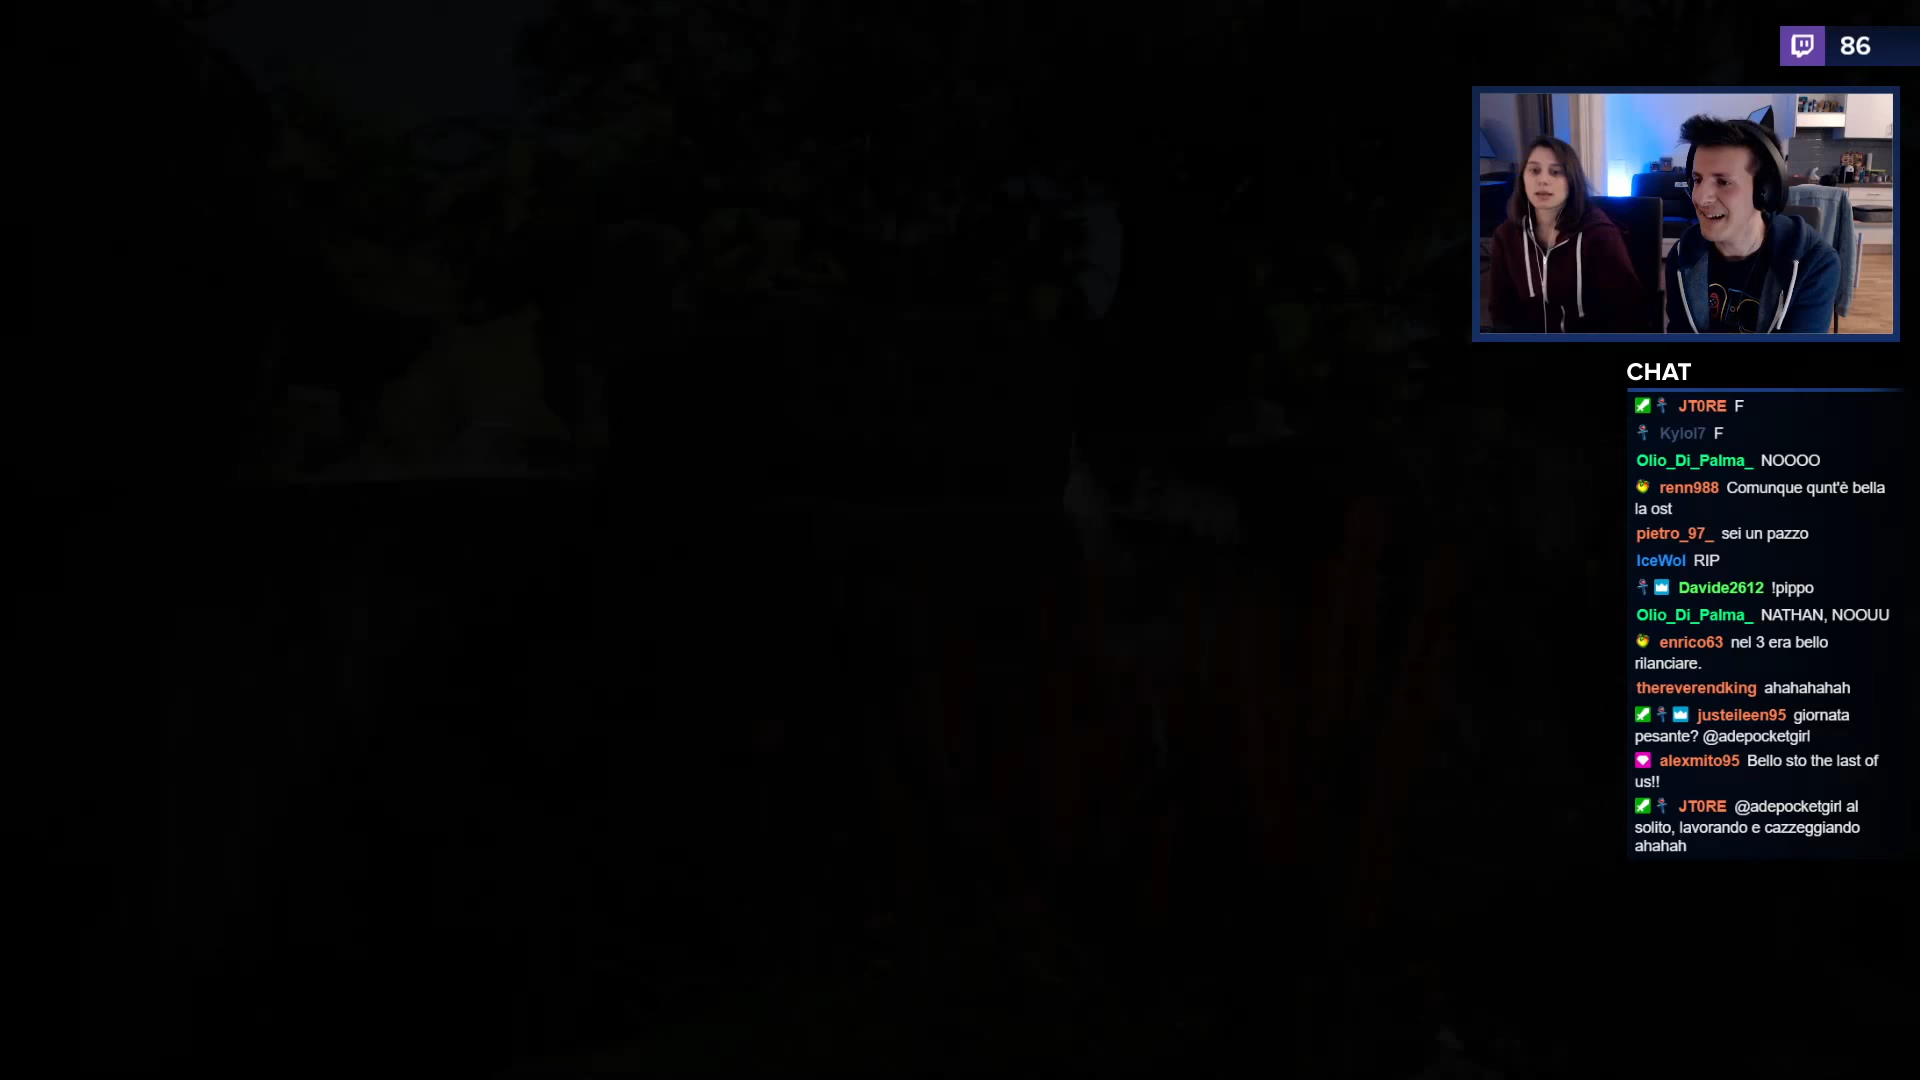 86
CHAT
JT0RE F
Kylol7 F
Olio_Di_Palma_ NOOOO
renn988 Comunque qunt'è bella
la ost
pietro_97_ sei un pazzo
IceWol RIP
Davide2612 !pippo
Olio_Di_Palma_ NATHAN, NOOUU
enrico63 nel 3 era bello
rilanciare.
thereverendking ahahahahah
justeileen95 giornata
pesante? @adepocketgirl
alexmito95 Bello sto the last of
us!!
JT0RE @adepocketgirl al
solito, lavorando e cazzeggiando
ahahah